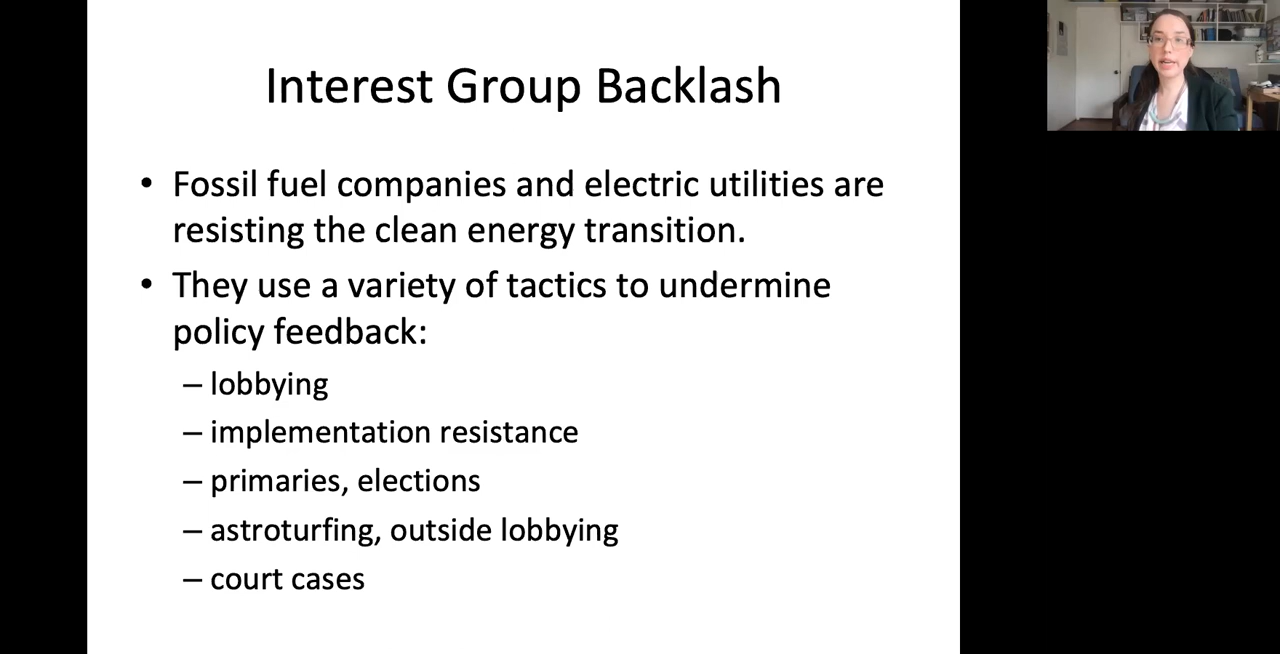 Interest Group Backlash
• Fossil fuel companies and electric utilities are
resisting the clean energy transition.
• They use a variety of tactics to undermine
policy feedback:
– lobbying
– implementation resistance
– primaries, elections
– astroturfing, outside lobbying
– court cases